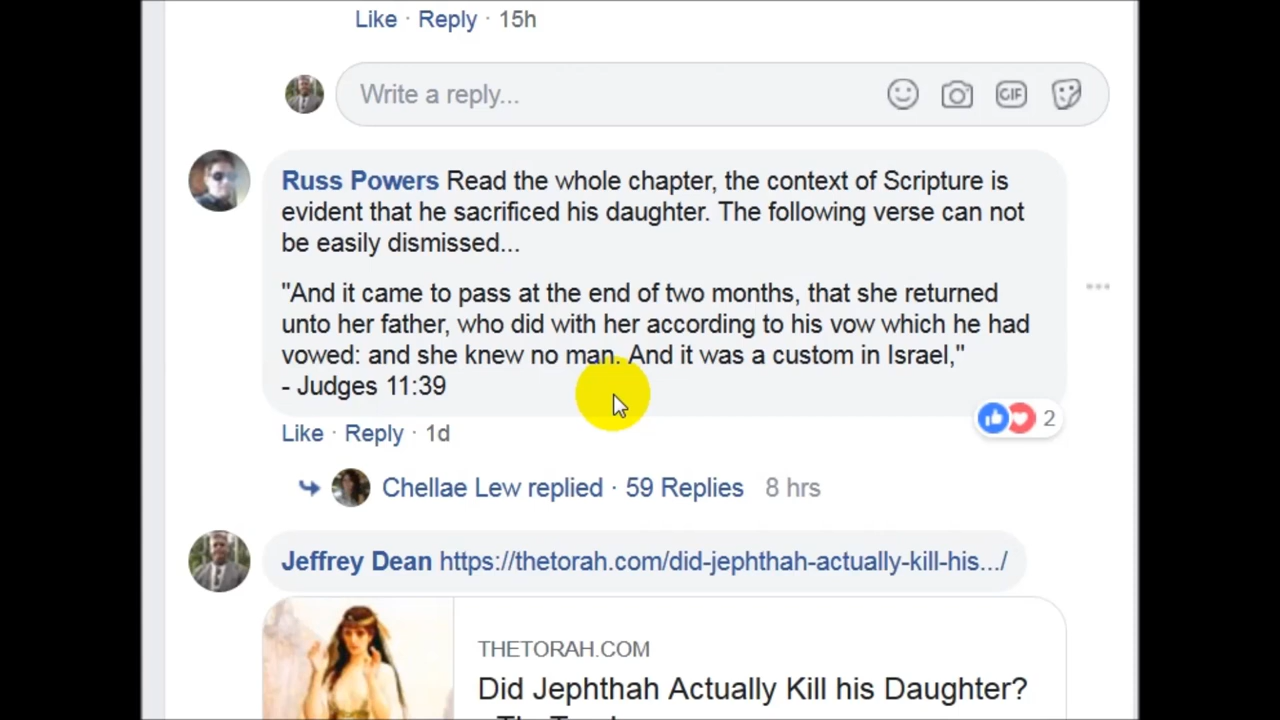 Like · Reply · 15h
Write a reply...
GIF
Russ Powers Read the whole chapter, the context of Scripture is
evident that he sacrificed his daughter. The following verse can not
be easily dismissed...
"And it came to pass at the end of two months, that she returned
unto her father, who did with her according to his vow which he had
vowed: and she knew no man. And it was a custom in Israel,"
- Judges 11:39
2
Like · Reply · 1d
Chellae Lew replied · 59 Replies 8 hrs
Jeffrey Dean https://thetorah.com/did-jephthah-actually-kill-his.../
THETORAH.COM
Did Jephthah Actually Kill his Daughter?